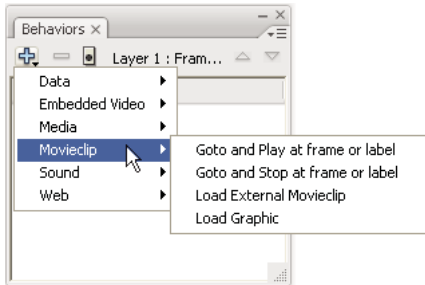 Behaviors
Layer 1 : Fram...
Data
Embedded Video
Media
Movieclip
Sound
Web
Goto and Play at frame or label
Goto and Stop at frame or label
Load External Movieclip
Load Graphic